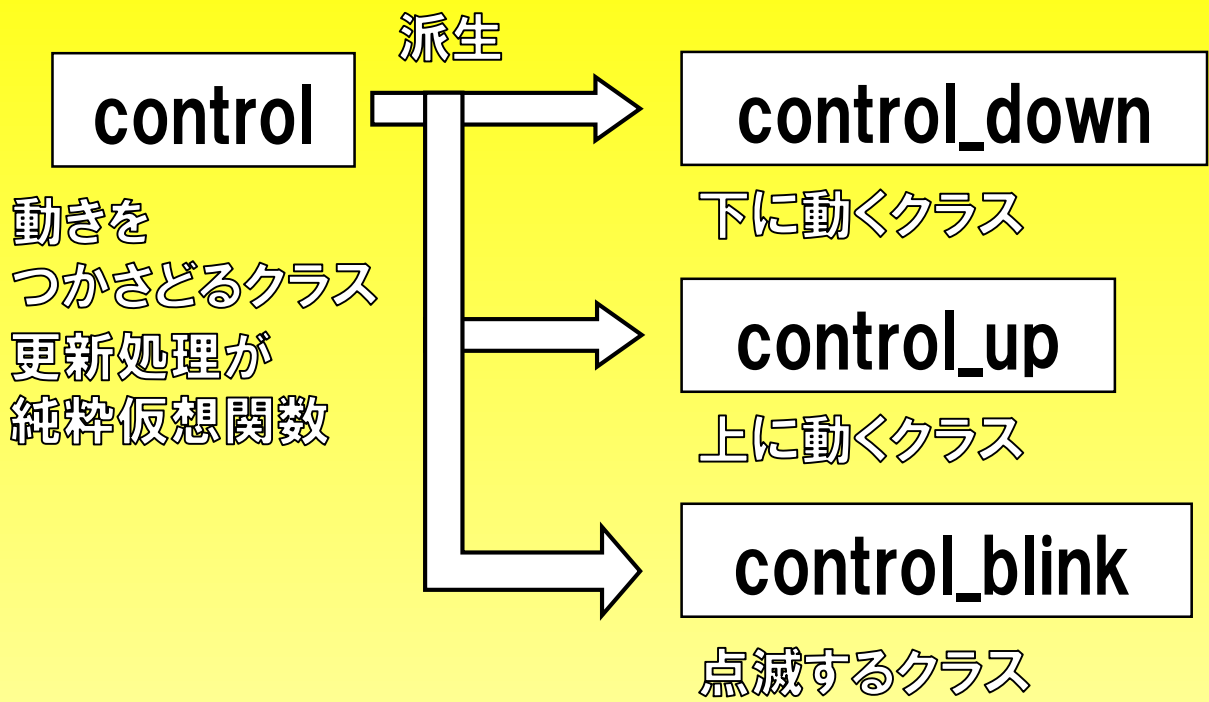 派生
control
動きを
つかさどるクラス
更新処理が
純粋仮想関数
control_down
下に動くクラス
control_up
上に動くクラス
control_blink
点滅するクラス